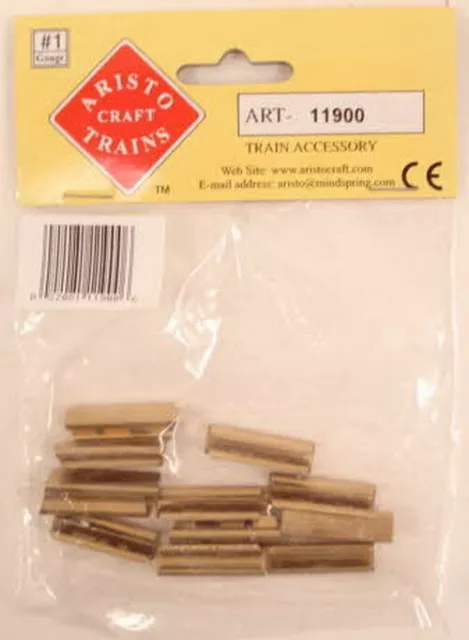 #1
Gauge
ARISTO
CRAFT
TRAINS
TM
ART- 11900
TRAIN ACCESSORY
Web Site: www.aristocraft.com
E-mail address: aristo@mindspring.com
CE